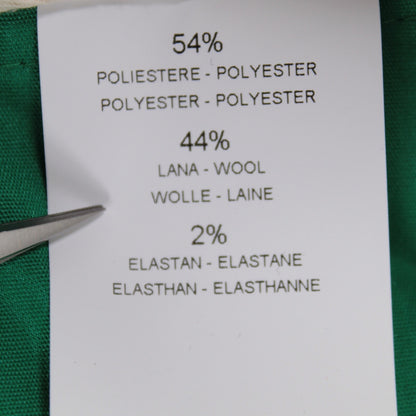 54%
POLIESTERE - POLYESTER
POLYESTER - POLYESTER
44%
LANA - WOOL
WOLLE - LAINE
2%
ELASTAN - ELASTANE
ELASTHAN - ELASTHANNE